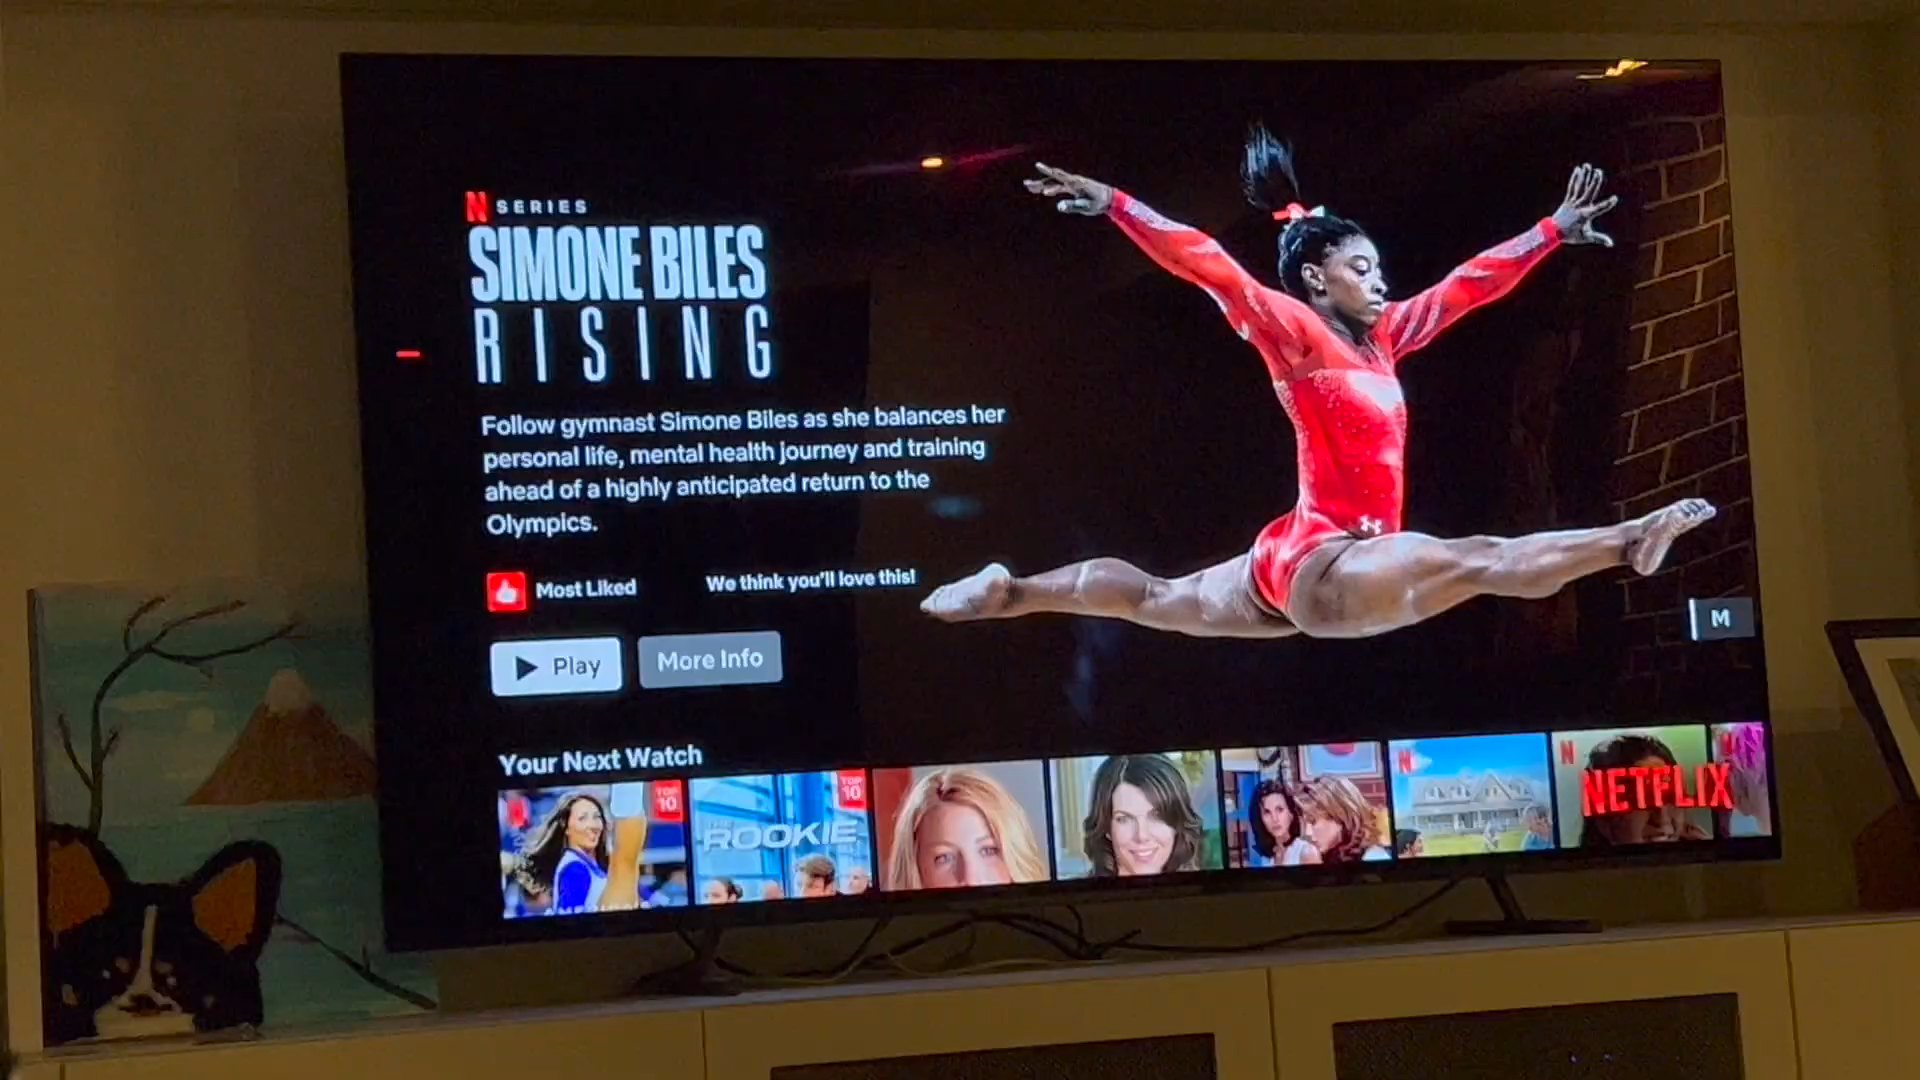 N SERIES
SIMONE BILES
RISING
Follow gymnast Simone Biles as she balances her
personal life, mental health journey and training
ahead of a highly anticipated return to the
Olympics.
Most Liked We think you'll love this!
M
Play More Info
Your Next Watch
TOP 10
TOP 10
THE
ROOKIE
NETFLIX